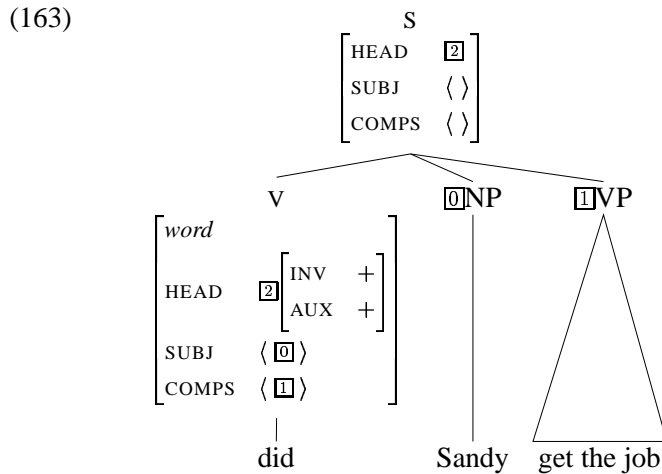 (163)
S
HEAD 2
SUBJ ⟨ ⟩
COMPS ⟨ ⟩
V 0NP 1VP
word
INV +
HEAD 2
AUX +
SUBJ ⟨ 0 ⟩
COMPS ⟨ 1 ⟩
did Sandy get the job